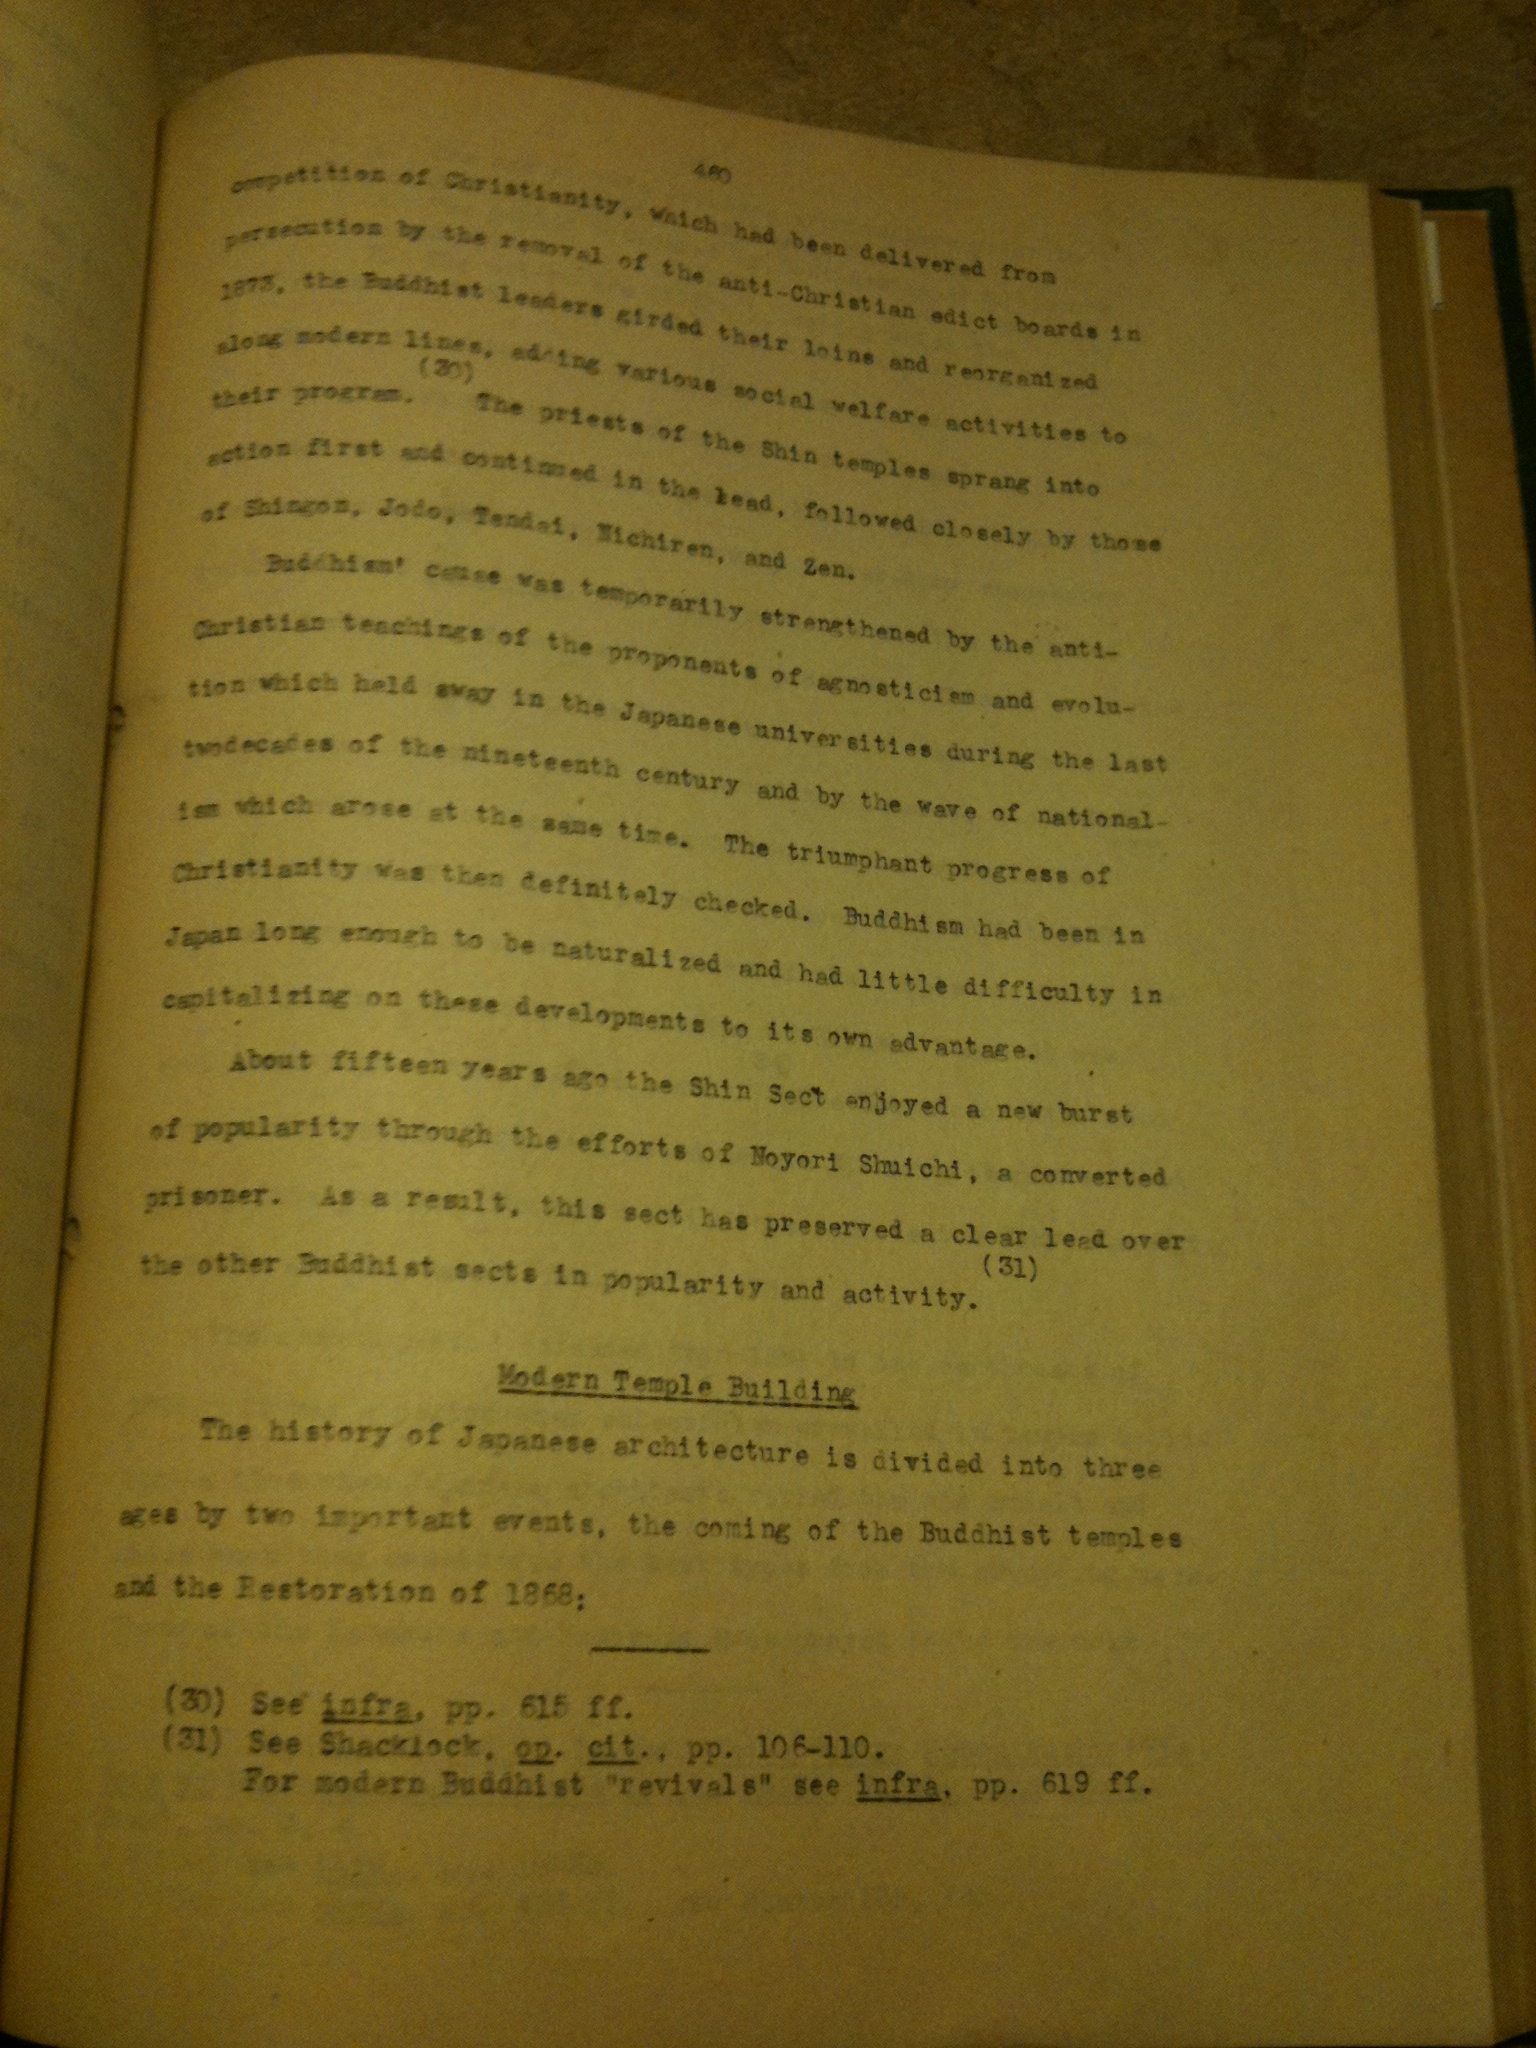 460
competition of Christianity, which had been delivered from
persecution by the removal of the anti-Christian edict boards in
1873, the Buddhist leaders girded their loins and reorganized
along modern lines, adding various social welfare activities to
their program. (30) The priests of the Shin temples sprang into
action first and continued in the lead, followed closely by those
of Shingon, Jodo, Tendai, Nichiren, and Zen.
Buddhism' cause was temporarily strengthened by the anti-
Christian teachings of the proponents of agnosticism and evolu-
tion which held sway in the Japanese universities during the last
twodecades of the nineteenth century and by the wave of national-
ism which arose at the same time. The triumphant progress of
Christianity was then definitely checked. Buddhism had been in
Japan long enough to be naturalized and had little difficulty in
capitalizing on these developments to its own advantage.
About fifteen years ago the Shin Sect enjoyed a new burst
of popularity through the efforts of Noyori Shuichi, a converted
prisoner. As a result, this sect has preserved a clear lead over
the other Buddhist sects in popularity and activity. (31)
Modern Temple Building
The history of Japanese architecture is divided into three
ages by two important events, the coming of the Buddhist temples
and the Restoration of 1868:
(30) See infra, pp. 615 ff.
(31) See Shacklock, op. cit., pp. 106-110.
For modern Buddhist "revivals" see infra, pp. 619 ff.